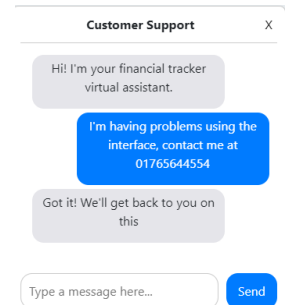 Customer Support X
Hi! I'm your financial tracker
virtual assistant.
I'm having problems using the
interface, contact me at
01765644554
Got it! We'll get back to you on
this
Type a message here...
Send